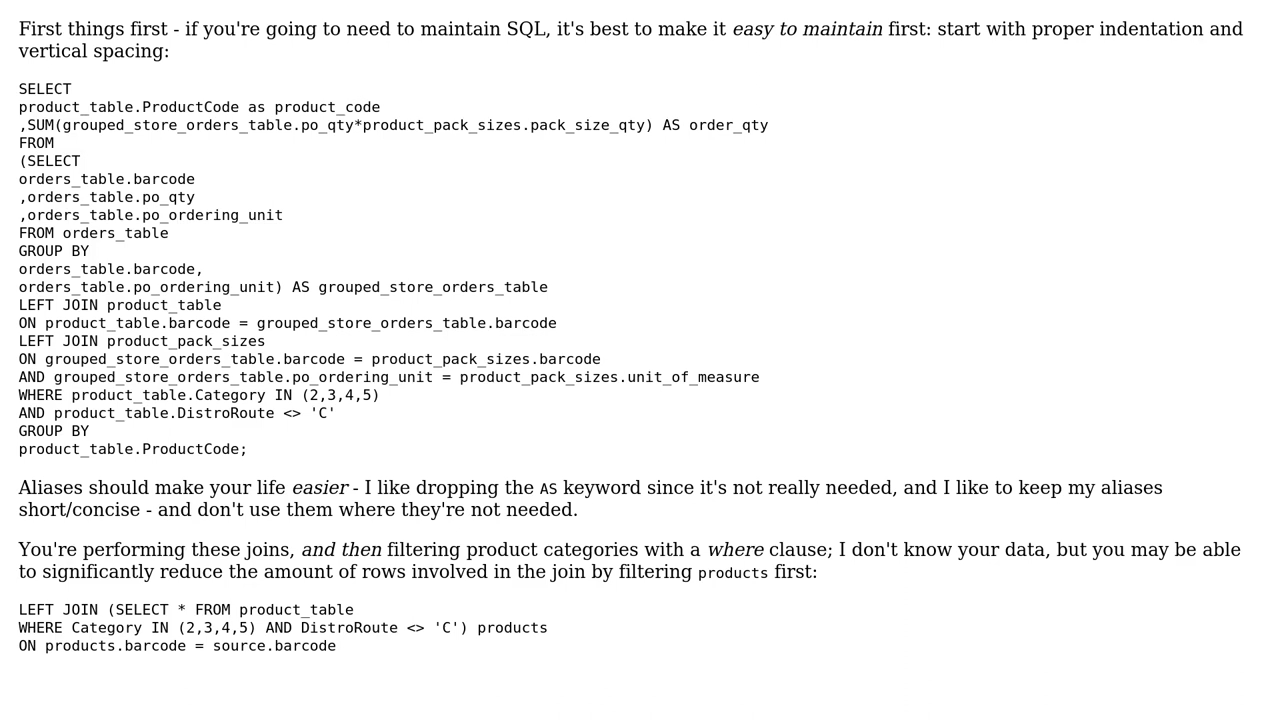 First things first - if you're going to need to maintain SQL, it's best to make it easy to maintain first: start with proper indentation and
vertical spacing:
SELECT
product_table.ProductCode as product_code
,SUM(grouped_store_orders_table.po_qty*product_pack_sizes.pack_size_qty) AS order_qty
FROM
(SELECT
orders_table.barcode
,orders_table.po_qty
,orders_table.po_ordering_unit
FROM orders_table
GROUP BY
orders_table.barcode,
orders_table.po_ordering_unit) AS grouped_store_orders_table
LEFT JOIN product_table
ON product_table.barcode = grouped_store_orders_table.barcode
LEFT JOIN product_pack_sizes
ON grouped_store_orders_table.barcode = product_pack_sizes.barcode
AND grouped_store_orders_table.po_ordering_unit = product_pack_sizes.unit_of_measure
WHERE product_table.Category IN (2,3,4,5)
AND product_table.DistroRoute <> 'C'
GROUP BY
product_table.ProductCode;
Aliases should make your life easier - I like dropping the AS keyword since it's not really needed, and I like to keep my aliases
short/concise - and don't use them where they're not needed.
You're performing these joins, and then filtering product categories with a where clause; I don't know your data, but you may be able
to significantly reduce the amount of rows involved in the join by filtering products first:
LEFT JOIN (SELECT * FROM product_table
WHERE Category IN (2,3,4,5) AND DistroRoute <> 'C') products
ON products.barcode = source.barcode